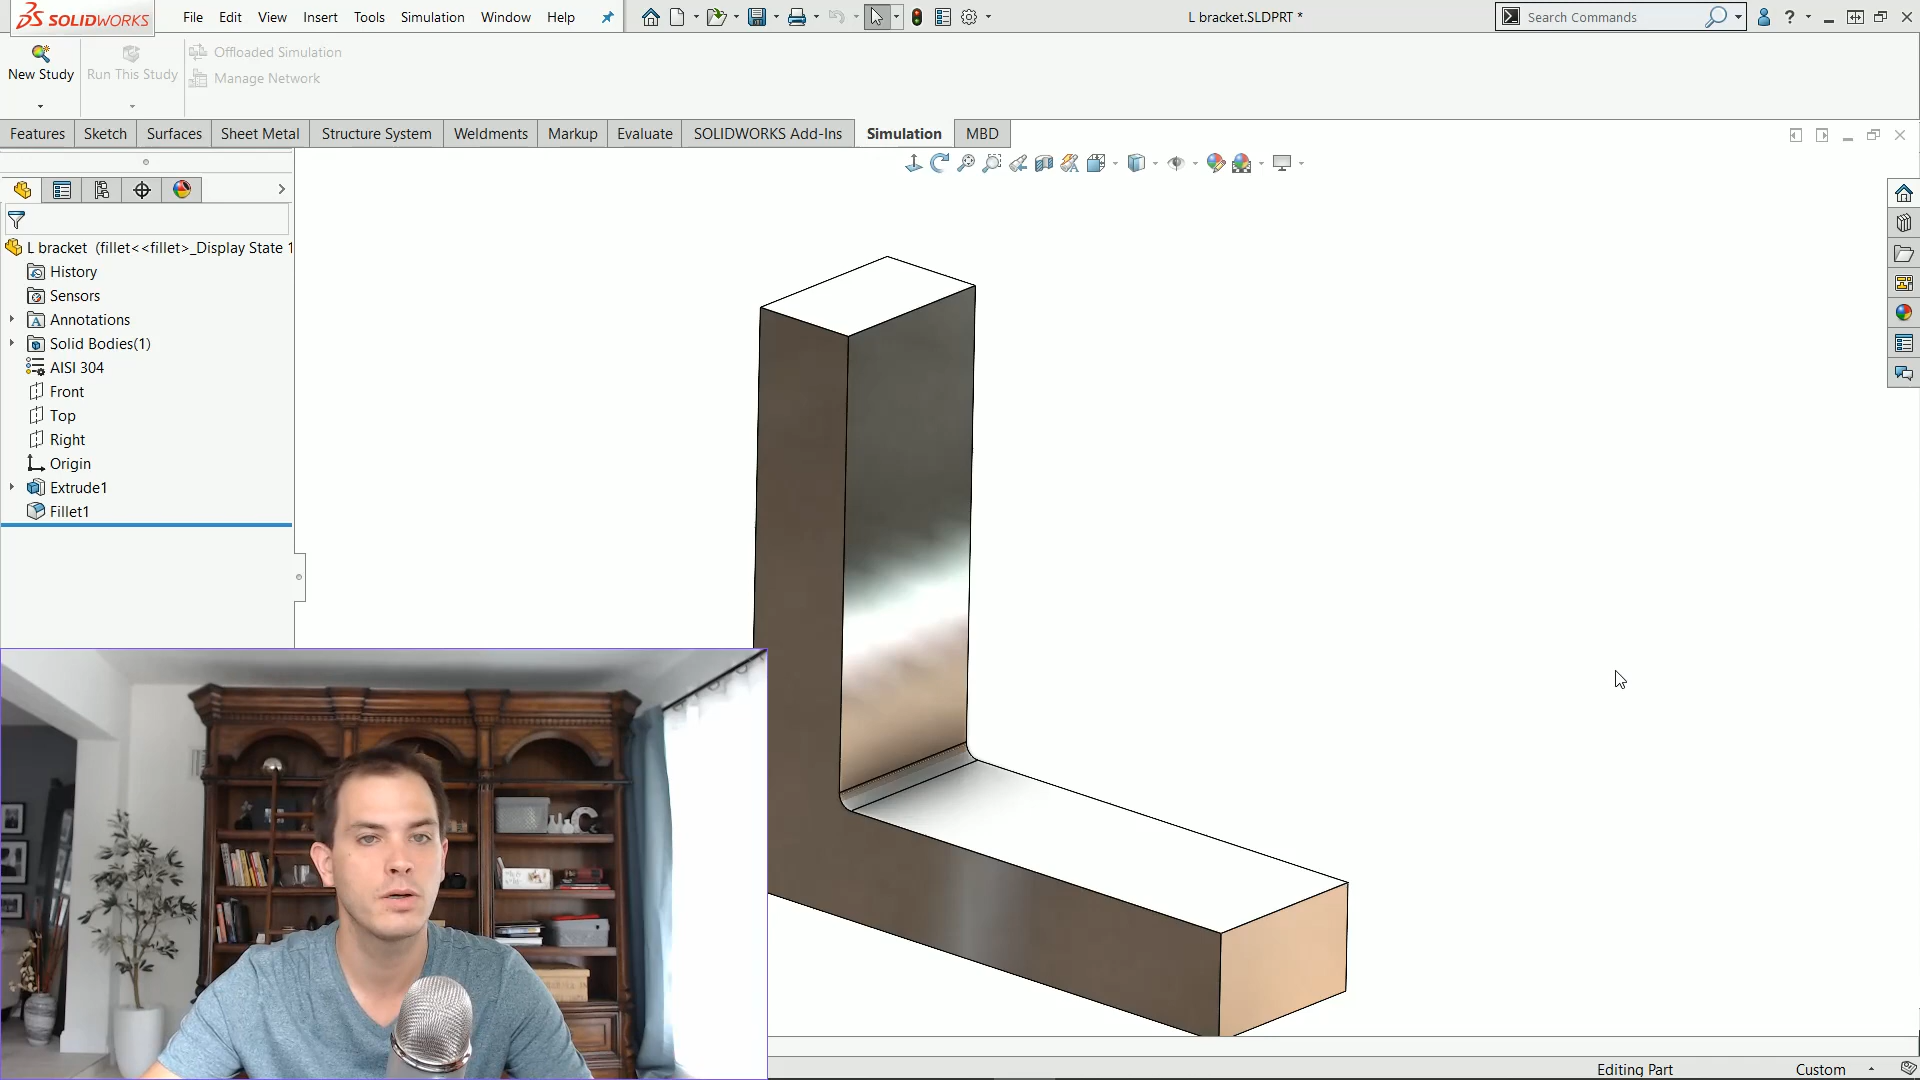 SOLIDWORKS
File Edit View Insert Tools Simulation Window Help
L bracket.SLDPRT *
Search Commands
?
New Study
Run This Study
Offloaded Simulation
Manage Network
Features Sketch Surfaces Sheet Metal Structure System Weldments Markup Evaluate SOLIDWORKS Add-Ins Simulation MBD
L bracket (fillet<<fillet>_Display State 1
History
Sensors
Annotations
Solid Bodies(1)
AISI 304
Front
Top
Right
Origin
Extrude1
Fillet1
Editing Part
Custom